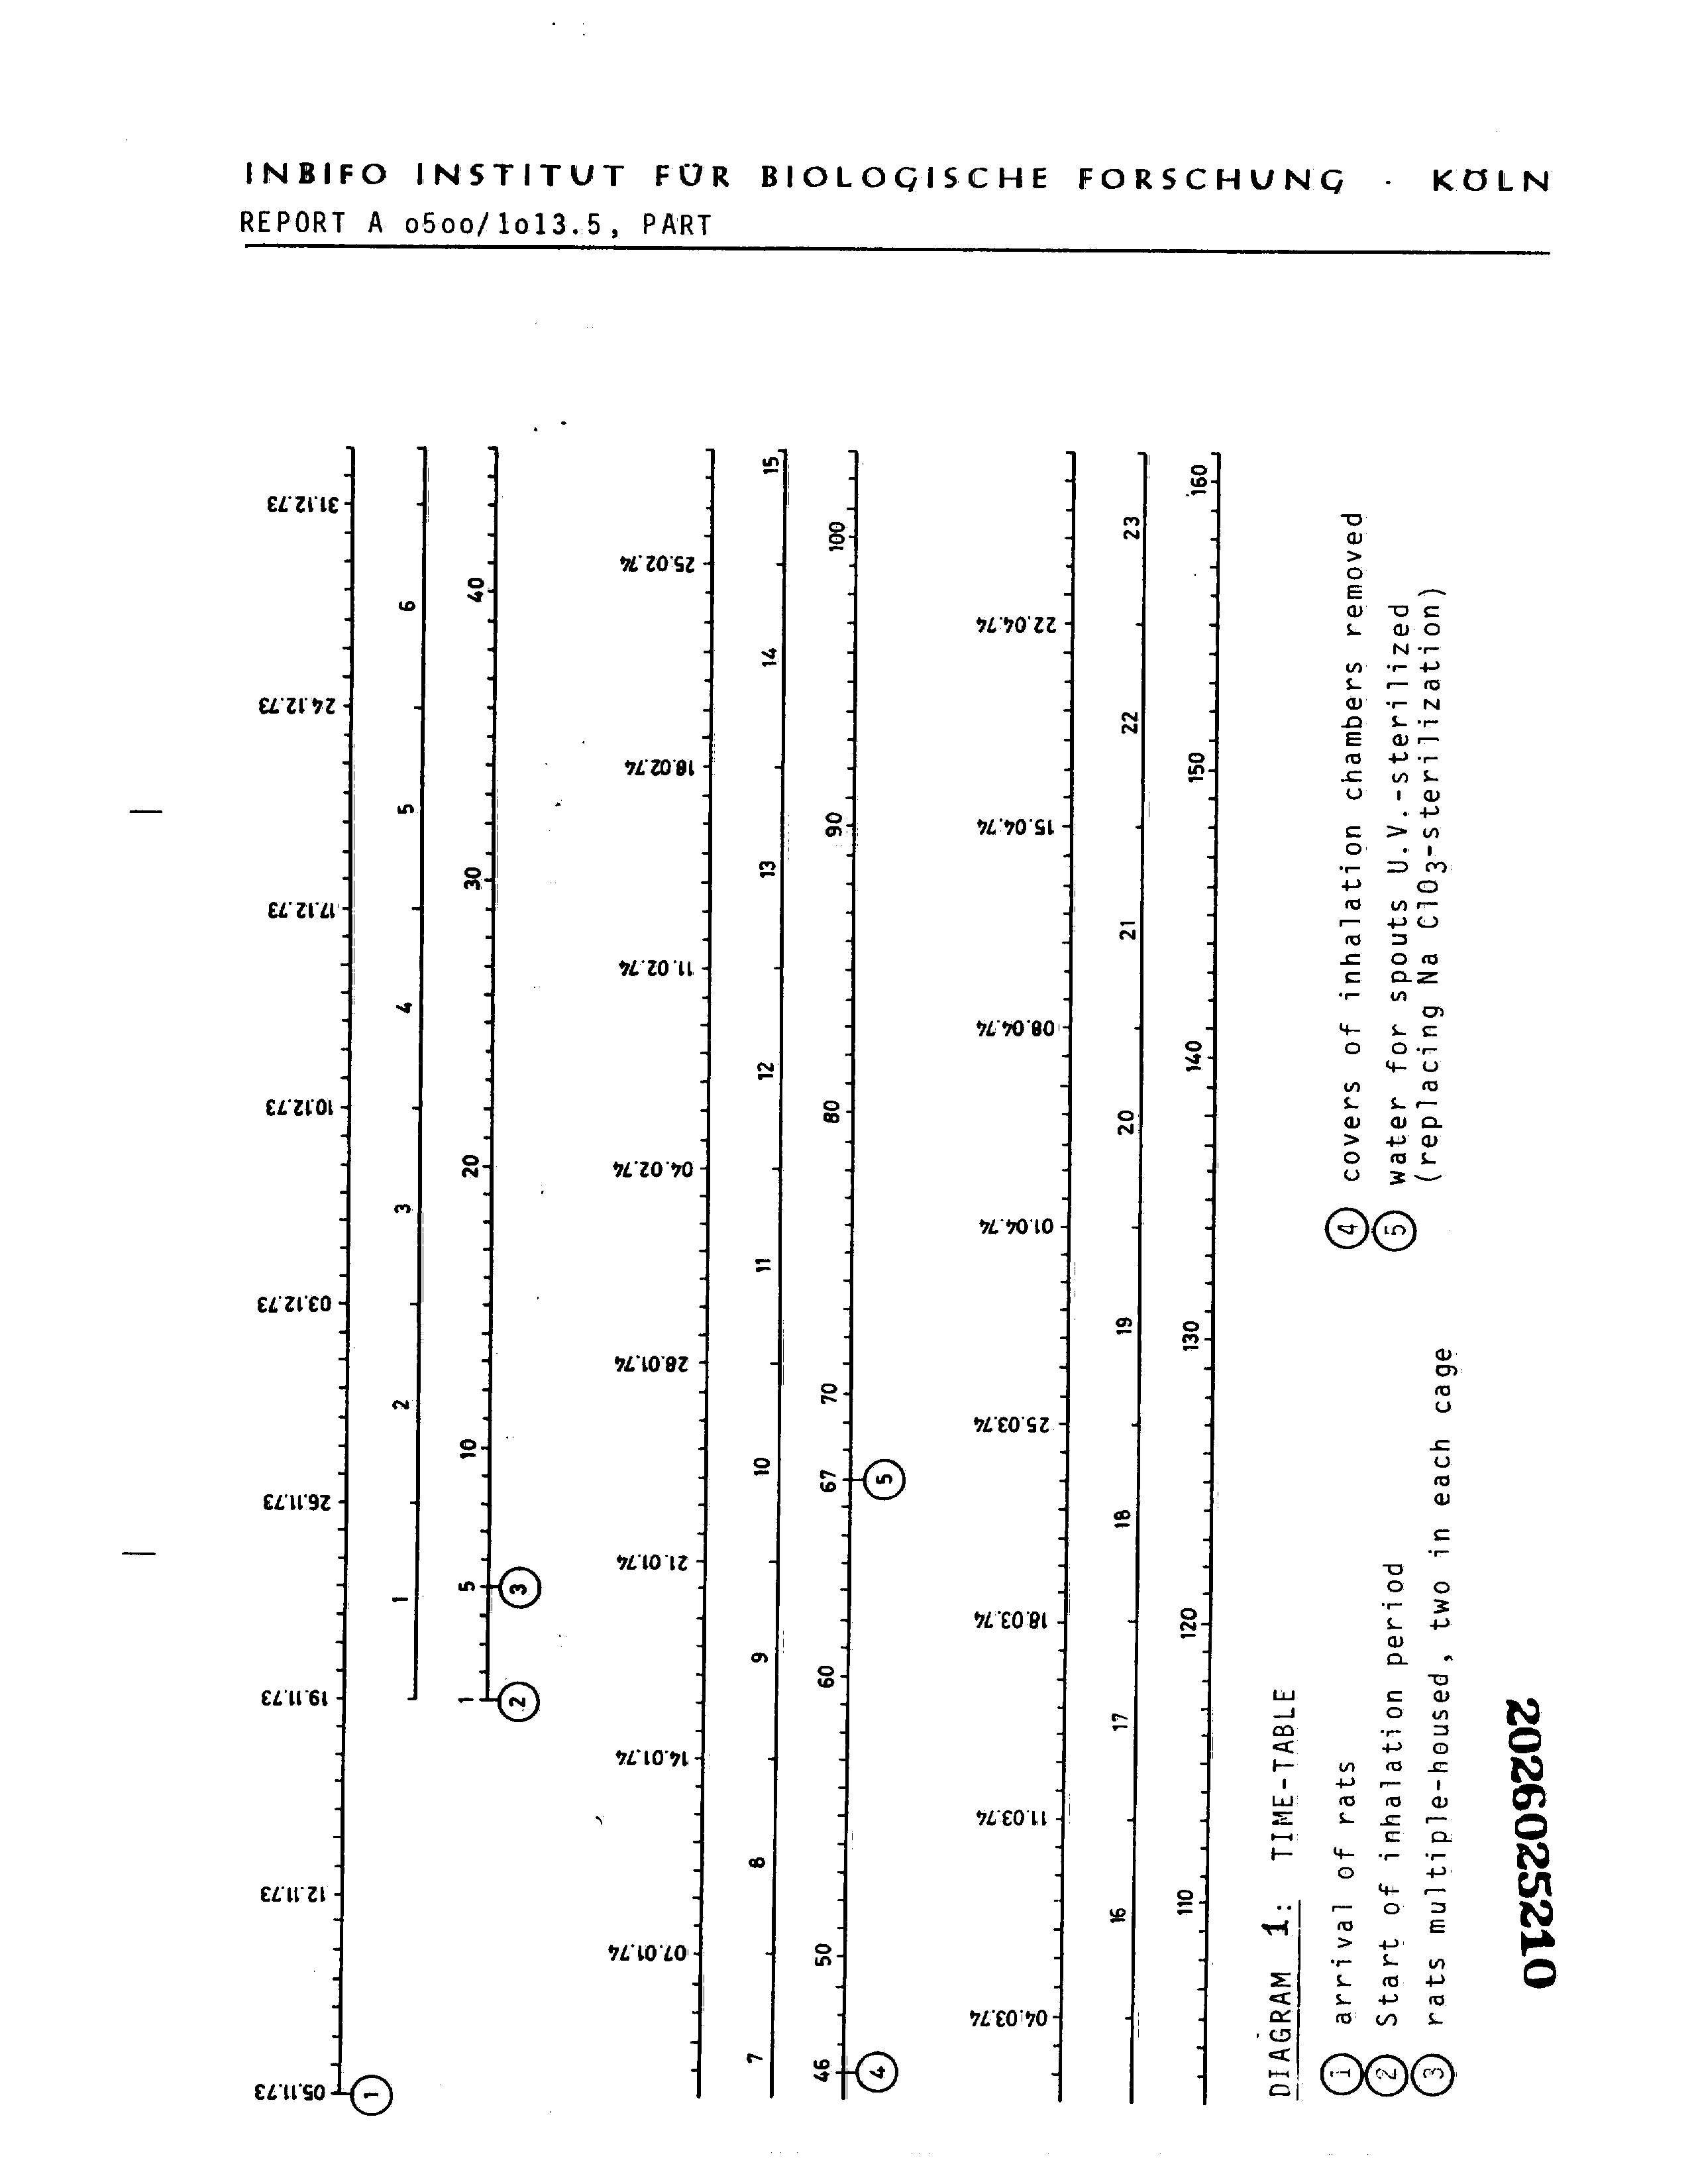 INBIFO INSTITUT FÜR BIOLOGISCHE FORSCHUNG · KÖLN
REPORT A o5oo/1o13.5, PART
05.11.73 12.11.73 19.11.73 26.11.73 03.12.73 10.12.73 17.12.73 24.12.73 31.12.73
1
1 2 3 4 5 6
1 5 10 20 30 40
2 3
07.01.74 14.01.74 21.01.74 28.01.74 04.02.74 11.02.74 18.02.74 25.02.74
7 8 9 10 11 12 13 14 15
46 50 60 67 70 80 90 100
4 5
04.03.74 11.03.74 18.03.74 25.03.74 01.04.74 08.04.74 15.04.74 22.04.74
16 17 18 19 20 21 22 23
110 120 130 140 150 160
DIAGRAM 1: TIME-TABLE
1 arrival of rats
2 Start of inhalation period
3 rats multiple-housed, two in each cage
4 covers of inhalation chambers removed
5 water for spouts U.V.-sterilized
(replacing Na ClO3-sterilization)
2026025210